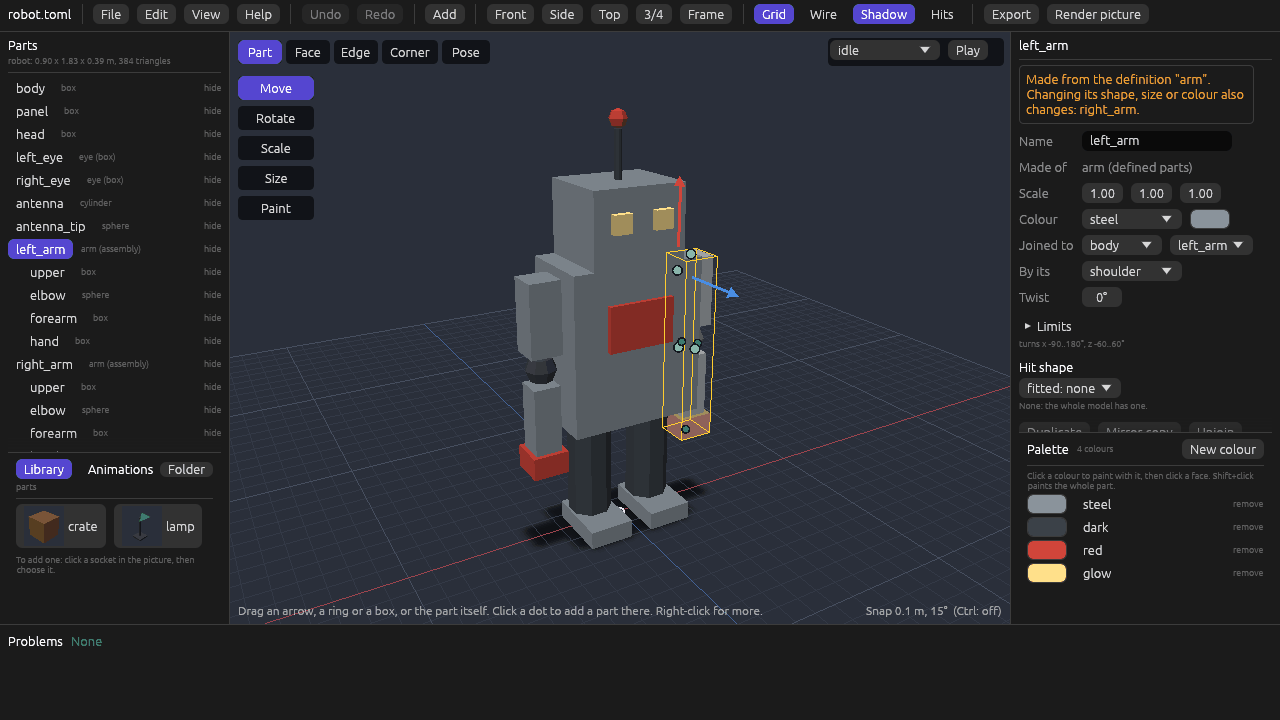 robot.toml File Edit View Help Undo Redo Add Front Side Top 3/4 Frame Grid Wire Shadow Hits Export Render picture
Parts
robot: 0.90 x 1.83 x 0.39 m, 384 triangles
body box hide
panel box hide
head box hide
left_eye eye (box) hide
right_eye eye (box) hide
antenna cylinder hide
antenna_tip sphere hide
left_arm arm (assembly) hide
upper box hide
elbow sphere hide
forearm box hide
hand box hide
right_arm arm (assembly) hide
upper box hide
elbow sphere hide
forearm box hide
Library Animations Folder
parts
crate lamp
To add one: click a socket in the picture, then
choose it.
Part Face Edge Corner Pose
Move
Rotate
Scale
Size
Paint
idle Play
Drag an arrow, a ring or a box, or the part itself. Click a dot to add a part there. Right-click for more.
Snap 0.1 m, 15° (Ctrl: off)
left_arm
Made from the definition "arm".
Changing its shape, size or colour also
changes: right_arm.
Name left_arm
Made of arm (defined parts)
Scale 1.00 1.00 1.00
Colour steel
Joined to body left_arm
By its shoulder
Twist 0°
Limits
turns x -90..180°, z -60..60°
Hit shape
fitted: none
None: the whole model has one.
Duplicate Mirror copy Unjoin
Palette 4 colours New colour
Click a colour to paint with it, then click a face. Shift+click
paints the whole part.
steel remove
dark remove
red remove
glow remove
Problems None